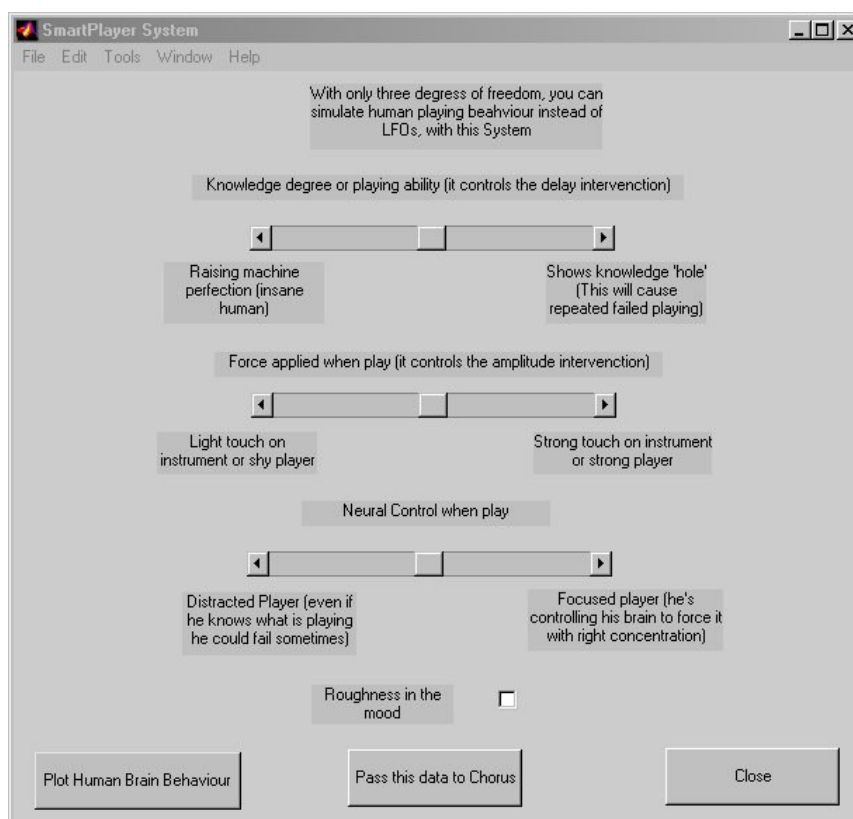 SmartPlayer System
File Edit Tools Window Help
With only three degress of freedom, you can
simulate human playing beahviour instead of
LFOs, with this System
Knowledge degree or playing ability (it controls the delay intervenction)
Raising machine
perfection (insane
human)
Shows knowledge 'hole'
(This will cause
repeated failed playing)
Force applied when play (it controls the amplitude intervenction)
Light touch on
instrument or shy player
Strong touch on instrument
or strong player
Neural Control when play
Distracted Player (even if
he knows what is playing
he could fail sometimes)
Focused player (he's
controlling his brain to force it
with right concentration)
Roughness in the
mood
Plot Human Brain Behaviour
Pass this data to Chorus
Close